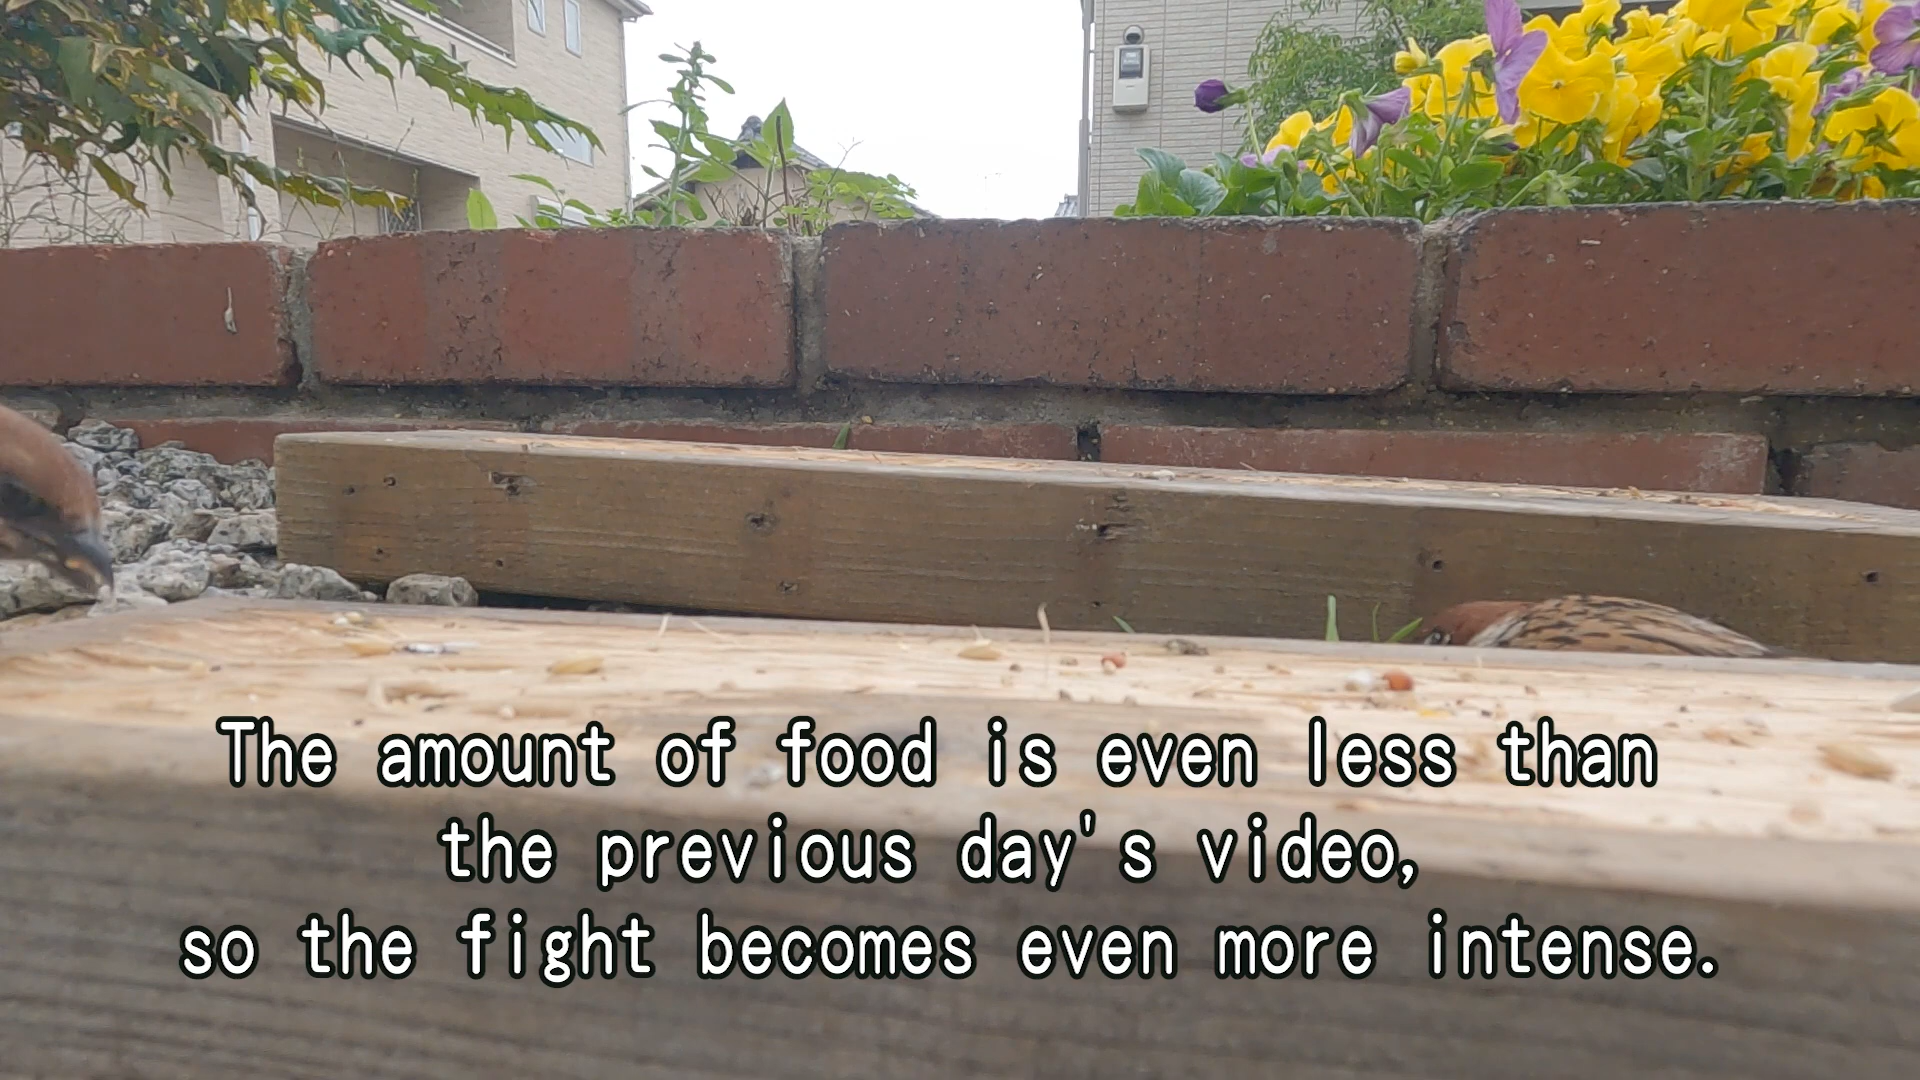 The amount of food is even less than
the previous day's video,
so the fight becomes even more intense.